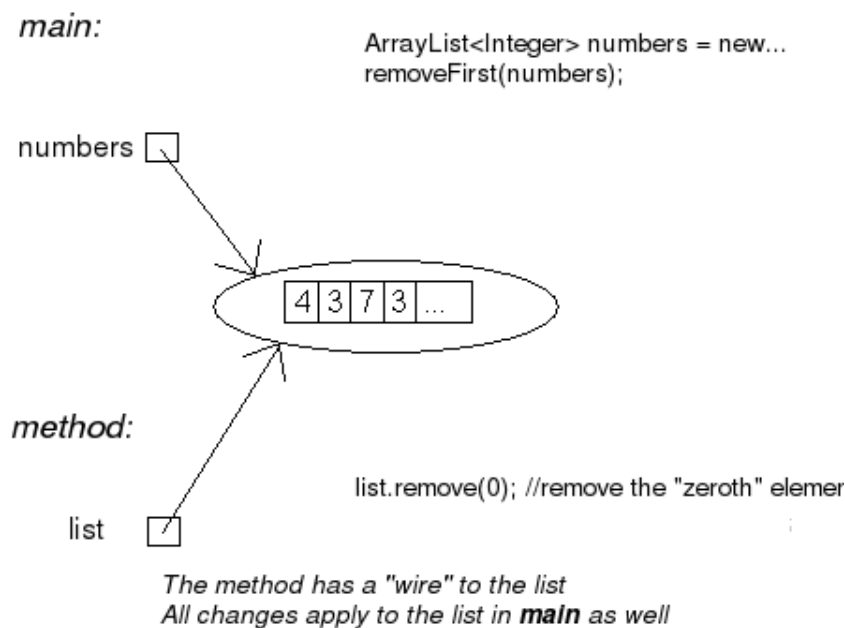 main:
ArrayList<Integer> numbers = new...
removeFirst(numbers);
numbers
4 3 7 3 ...
method:
list.remove(0); //remove the "zeroth" elemer
list
The method has a "wire" to the list
All changes apply to the list in main as well